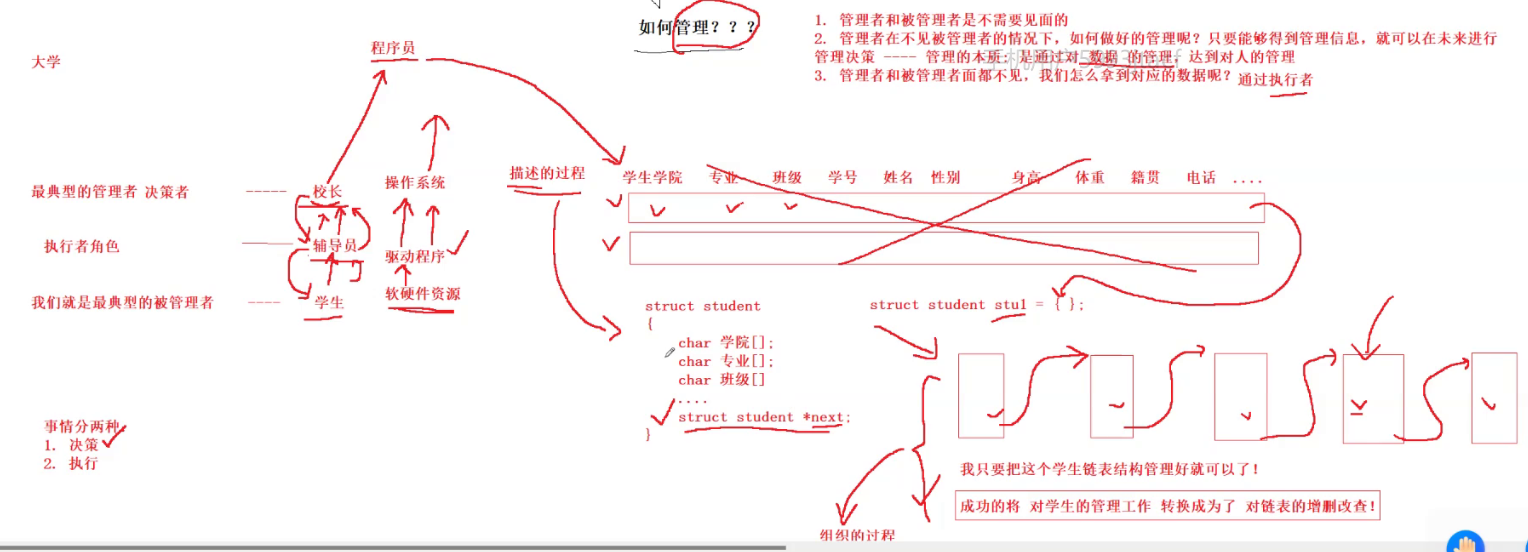 如何管理？？？
1. 管理者和被管理者是不需要见面的
2. 管理者在不见被管理者的情况下，如何做好的管理呢？只要能够得到管理信息，就可以在未来进行
管理决策 ---- 管理的本质：是通过对 数据 的管理，达到对人的管理
3. 管理者和被管理者面都不见，我们怎么拿到对应的数据呢？ 通过执行者
大学
程序员
最典型的管理者 决策者 ----- 校长
操作系统
执行者角色 ------ 辅导员
驱动程序
我们就是最典型的被管理者 ---- 学生
软硬件资源
描述的过程
学生学院 专业 班级 学号 姓名 性别 身高 体重 籍贯 电话 ....
struct student
{
char 学院[];
char 专业[];
char 班级[]
....
struct student *next;
}
struct student stu1 = { };
事情分两种
1. 决策
2. 执行
我只要把这个学生链表结构管理好就可以了！
成功的将 对学生的管理工作 转换成为了 对链表的增删改查！
组织的过程